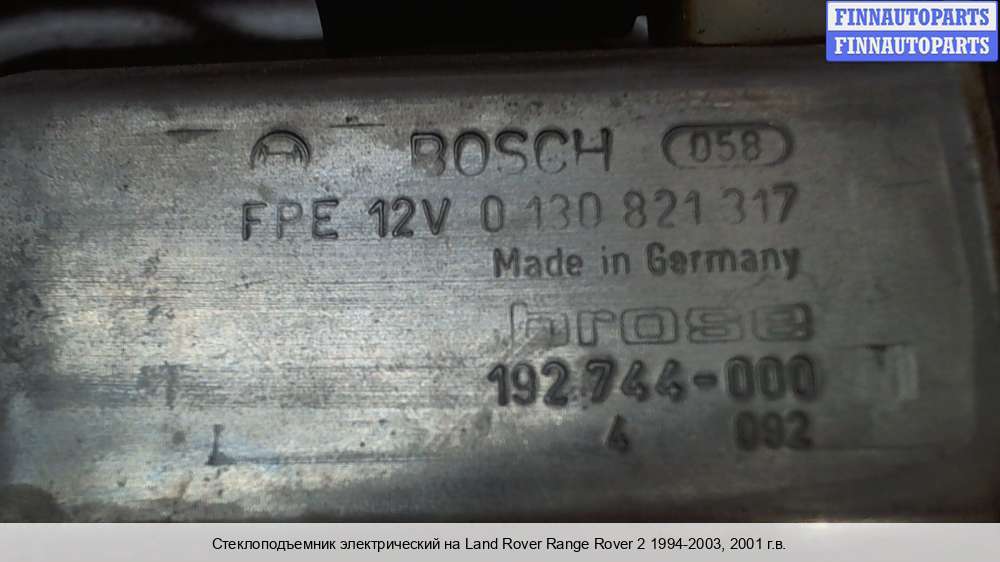 FINNAUTOPARTS
FINNAUTOPARTS
BOSCH 058
FPE 12V 0 130 821 317
Made in Germany
brose
192 744-000
L 4 092
Стеклоподъемник электрический на Land Rover Range Rover 2 1994-2003, 2001 г.в.